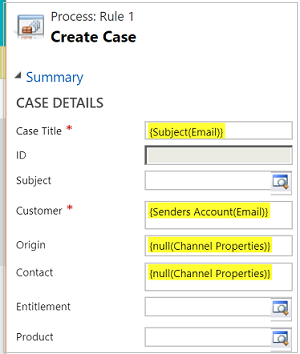 Process: Rule 1
Create Case
Summary
CASE DETAILS
Case Title * {Subject(Email)}
ID
Subject
Customer * {Senders Account(Email)}
Origin {null(Channel Properties)}
Contact {null(Channel Properties)}
Entitlement
Product